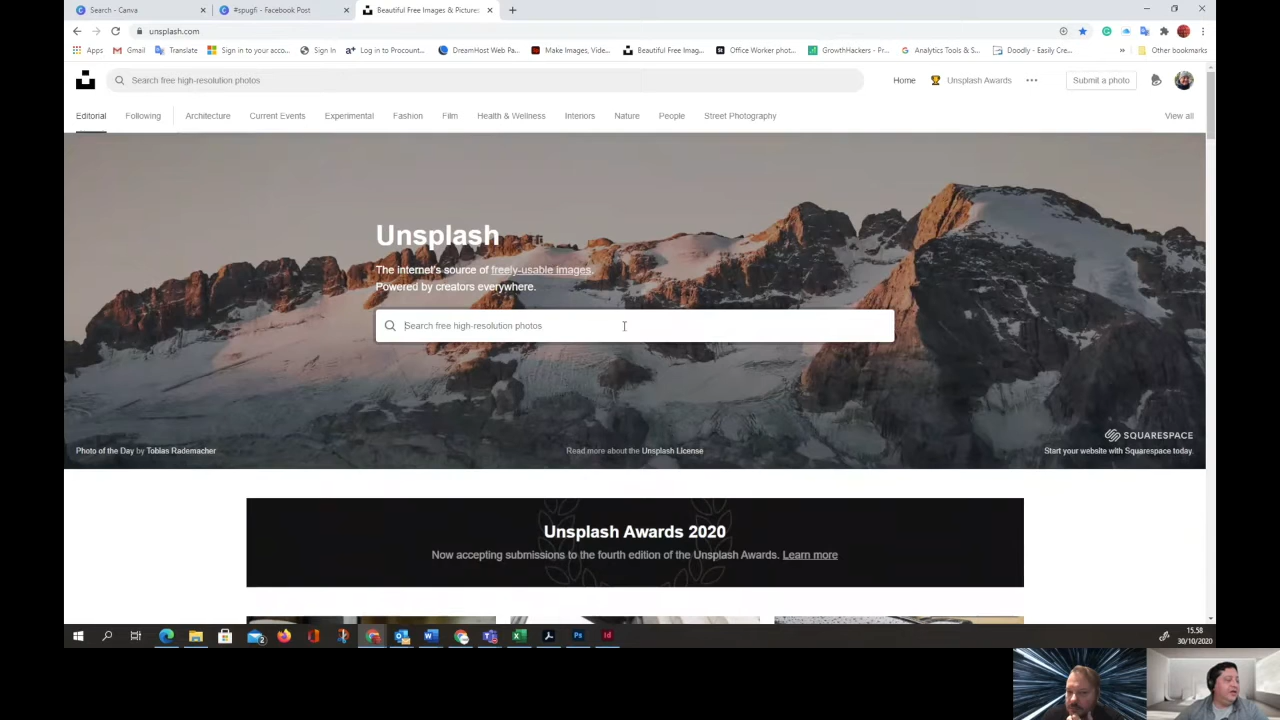 Search - Canva
#spugfi - Facebook Post
Beautiful Free Images & Pictures
unsplash.com
Apps
Gmail
Translate
Sign in to your acco...
Sign In
Log in to Procount...
DreamHost Web Pa...
Make Images, Vide...
Beautiful Free Imag...
Office Worker phot...
GrowthHackers - Pr...
Analytics Tools & S...
Doodly - Easily Cre...
»
Other bookmarks
Search free high-resolution photos
Home
Unsplash Awards
Submit a photo
Editorial
Following
Architecture
Current Events
Experimental
Fashion
Film
Health & Wellness
Interiors
Nature
People
Street Photography
View all
Unsplash
The internet's source of freely-usable images.
Powered by creators everywhere.
Search free high-resolution photos
SQUARESPACE
Photo of the Day by Tobias Rademacher
Read more about the Unsplash License
Start your website with Squarespace today.
Unsplash Awards 2020
Now accepting submissions to the fourth edition of the Unsplash Awards. Learn more
15.58
30/10/2020